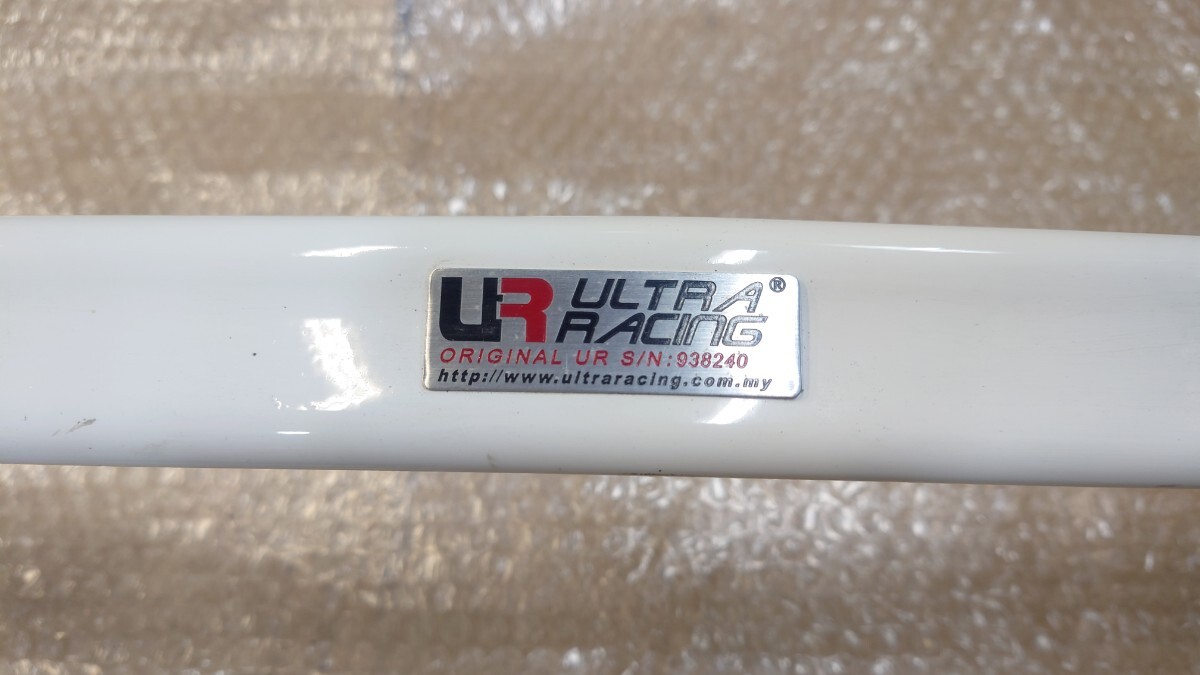 UR ULTRA RACING®
ORIGINAL UR S/N:938240
http://www.ultraracing.com.my